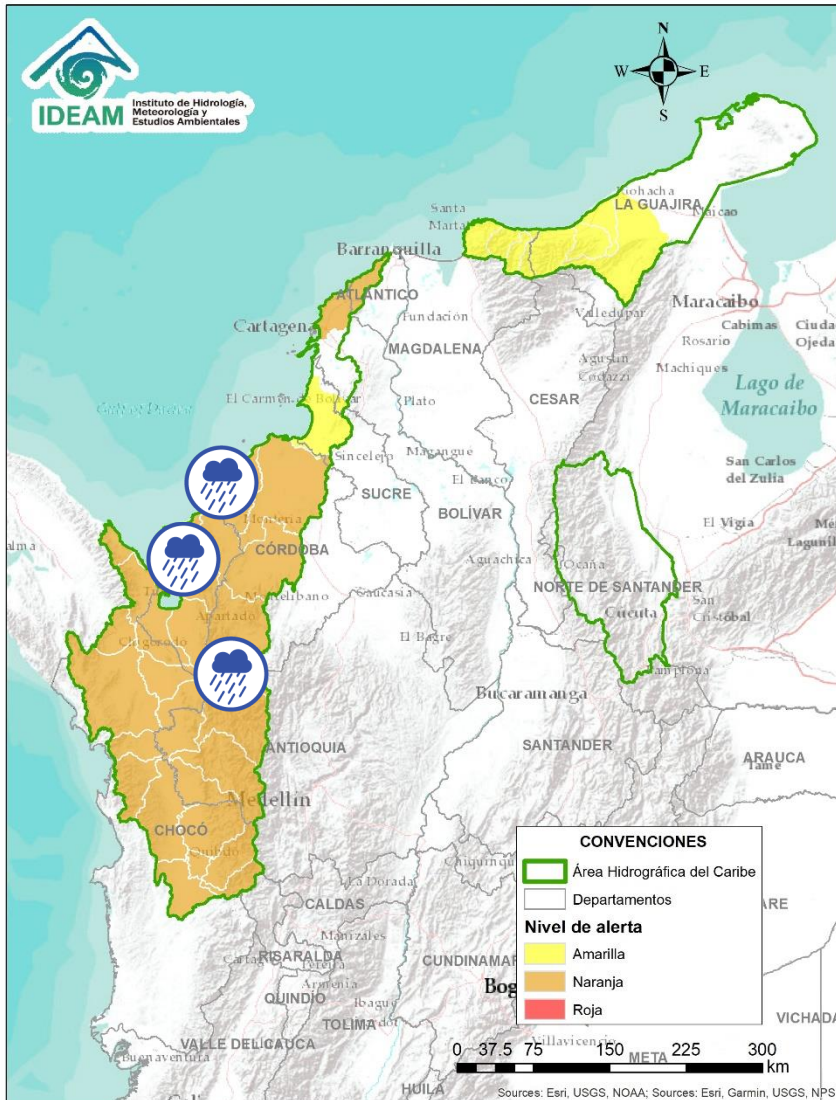 IDEAM
Instituto de Hidrología,
Meteorología y
Estudios Ambientales
N
W
E
S
Riohacha
LA GUAJIRA
Maicao
Santa
Marta
Barranquilla
ATLÁNTICO
Cartagena
Fundación
Valledupar
Maracaibo
Cabimas
Ciudad
Ojeda
Rosario
MAGDALENA
Agustín
Codazzi
Machiques
Lago de
Maracaibo
CESAR
El Carmen de Bolívar
Plato
Sincelejo
Magangué
San Carlos
del Zulia
SUCRE
El Banco
BOLÍVAR
Montería
El Vigía
CÓRDOBA
Aguachica
Ocaña
NORTE DE SANTANDER
Montelíbano
Caucasia
Apartadó
Cúcuta
San
Cristóbal
Chigorodó
El Bagre
Pamplona
Bucaramanga
ANTIOQUIA
SANTANDER
ARAUCA
Tame
Medellín
CHOCÓ
Quibdó
La Dorada
CALDAS
Manizales
RISARALDA
Pereira
Armenia
CUNDINAMAR
QUINDÍO
Ibagué
Bog
TOLIMA
VALLE DEL CAUCA
Buenaventura
Villavicencio
META
VICHADA
HUILA
CONVENCIONES
Área Hidrográfica del Caribe
Departamentos
Nivel de alerta
Amarilla
Naranja
Roja
0 37.5 75 150 225 300
km
Sources: Esri, USGS, NOAA; Sources: Esri, Garmin, USGS, NPS